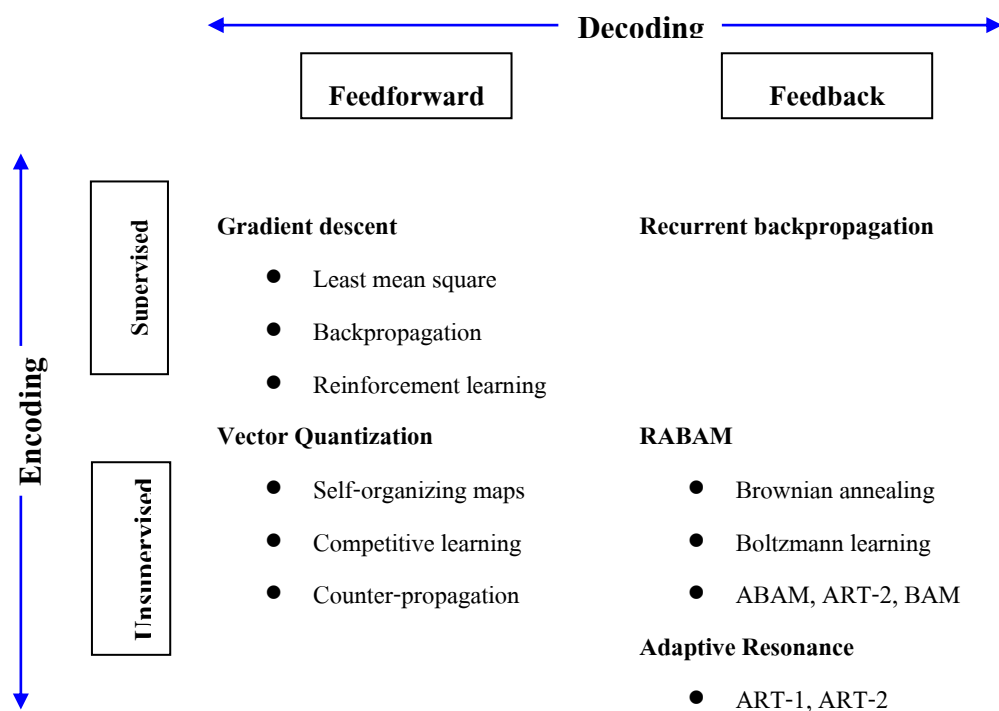 Decoding
Feedforward Feedback
Encoding
Supervised
Gradient descent Recurrent backpropagation
● Least mean square
● Backpropagation
● Reinforcement learning
Unsupervised
Vector Quantization RABAM
● Self-organizing maps ● Brownian annealing
● Competitive learning ● Boltzmann learning
● Counter-propagation ● ABAM, ART-2, BAM
Adaptive Resonance
● ART-1, ART-2